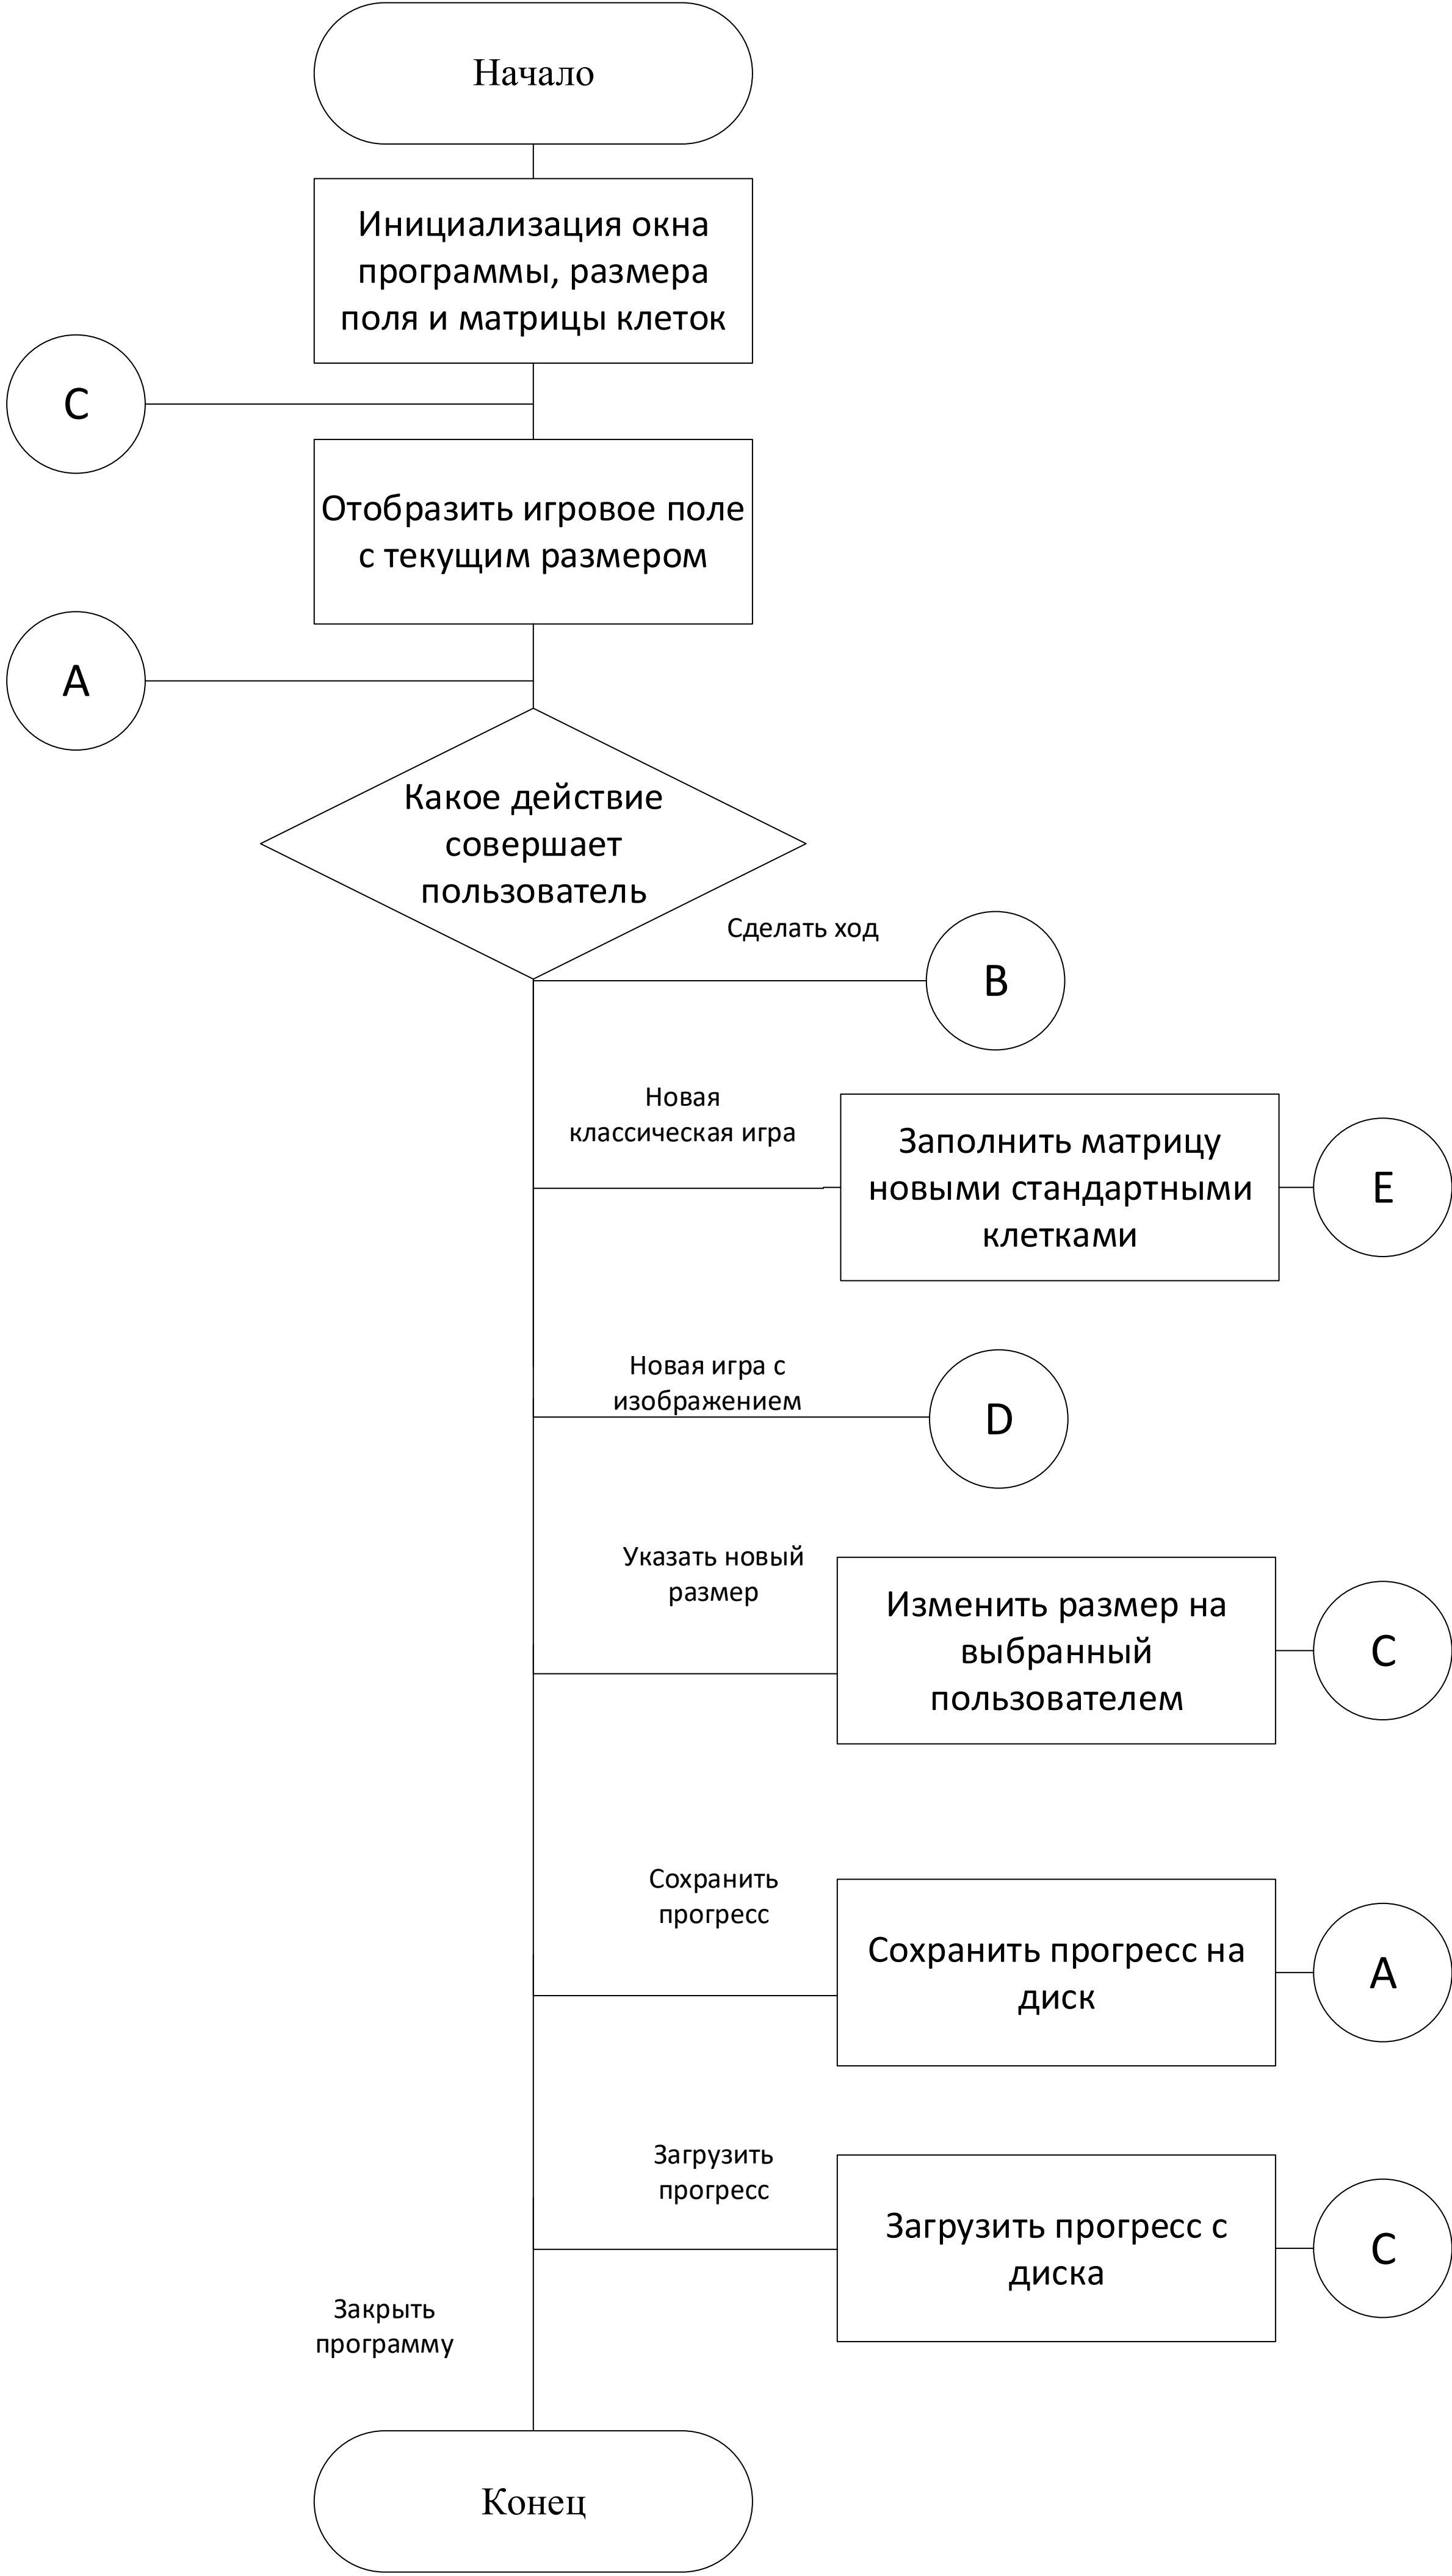 Начало
Инициализация окна
программы, размера
поля и матрицы клеток
C
Отобразить игровое поле
с текущим размером
A
Какое действие
совершает
пользователь
Сделать ход
B
Новая
классическая игра
Заполнить матрицу
новыми стандартными
клетками
E
Новая игра с
изображением
D
Указать новый
размер
Изменить размер на
выбранный
пользователем
C
Сохранить
прогресс
Сохранить прогресс на
диск
A
Загрузить
прогресс
Загрузить прогресс с
диска
C
Закрыть
программу
Конец